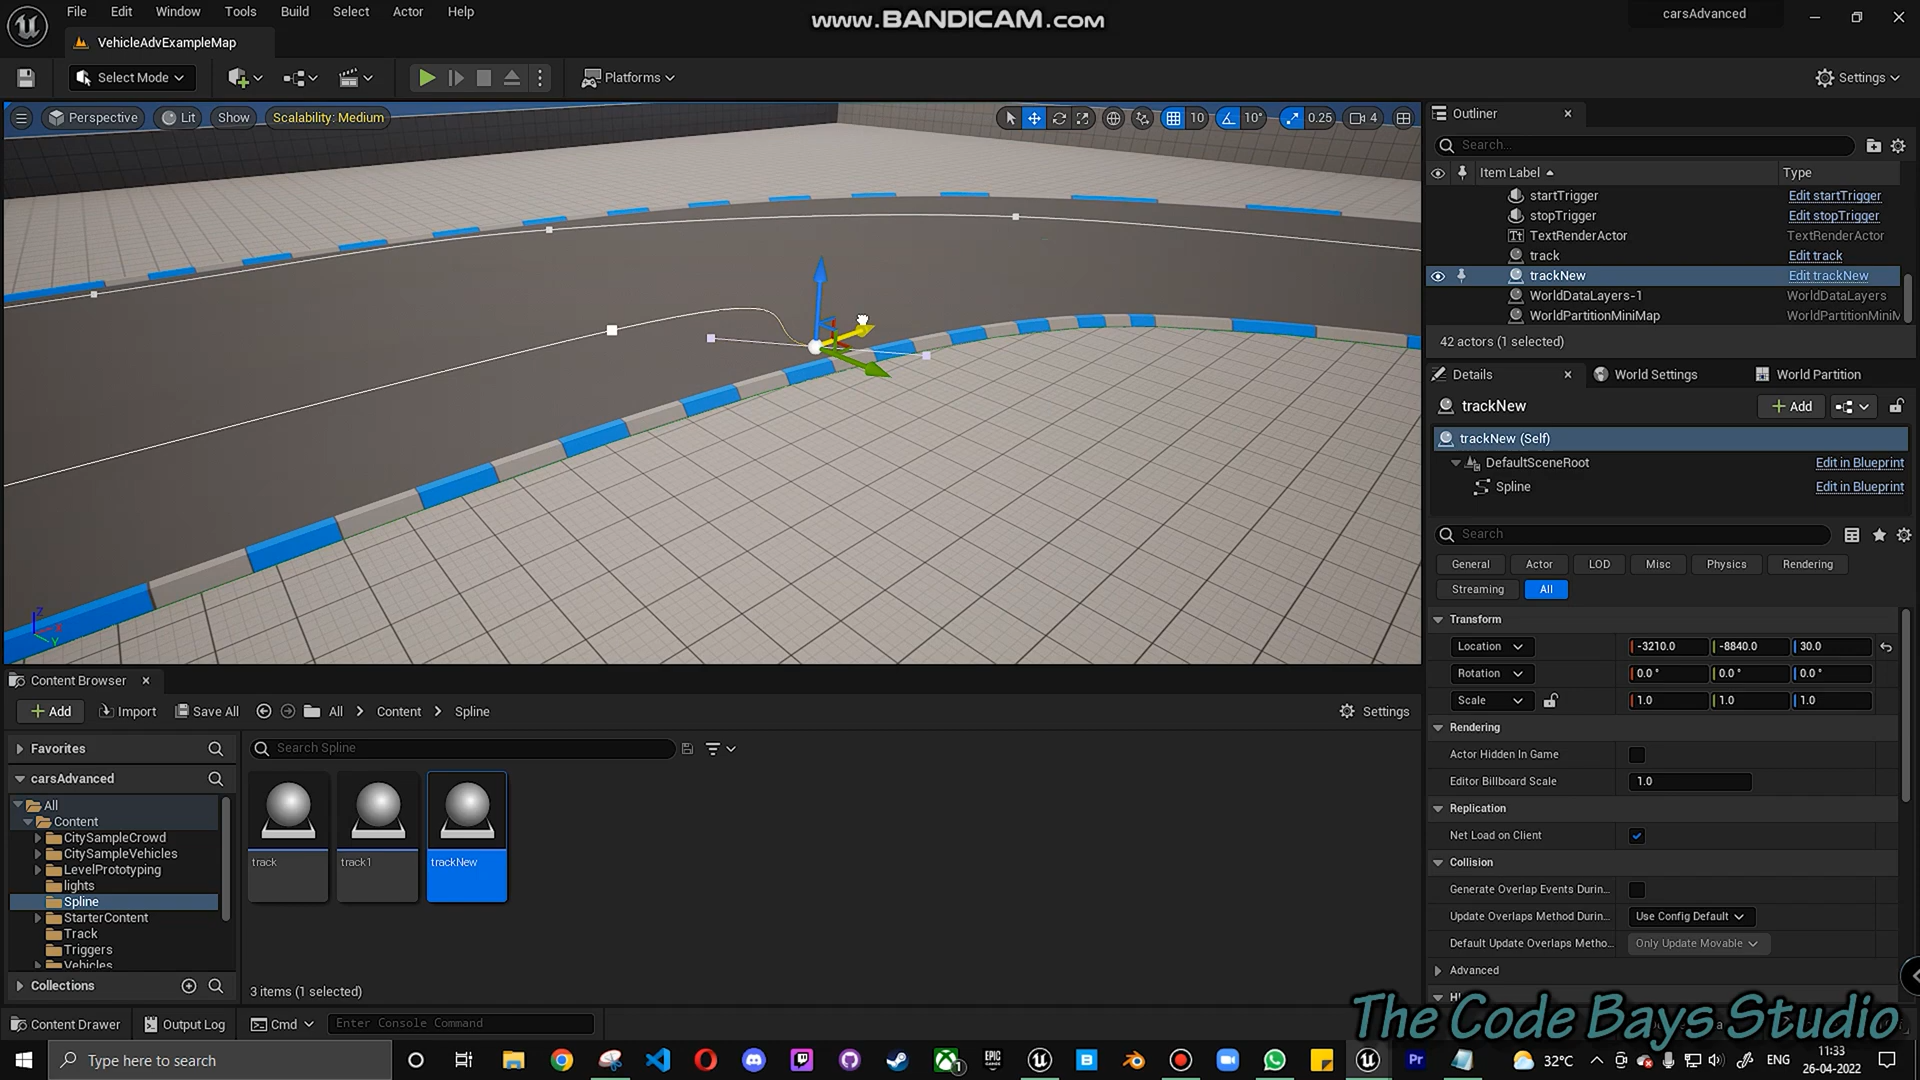 File Edit Window Tools Build Select Actor Help
www.BANDICAM.com
carsAdvanced
VehicleAdvExampleMap
Select Mode
Platforms
Settings
Perspective Lit Show Scalability: Medium
10 10° 0.25 4
Outliner
Search...
Item Label Type
startTrigger Edit startTrigger
stopTrigger Edit stopTrigger
TextRenderActor TextRenderActor
track Edit track
trackNew Edit trackNew
WorldDataLayers-1 WorldDataLayers
WorldPartitionMiniMap WorldPartitionMiniM
42 actors (1 selected)
Details World Settings World Partition
trackNew
Add
trackNew (Self)
DefaultSceneRoot Edit in Blueprint
Spline Edit in Blueprint
Search
General Actor LOD Misc Physics Rendering
Streaming All
Transform
Location -3210.0 -8840.0 30.0
Rotation 0.0° 0.0° 0.0°
Scale 1.0 1.0 1.0
Rendering
Actor Hidden In Game
Editor Billboard Scale 1.0
Replication
Net Load on Client
Collision
Generate Overlap Events Durin...
Update Overlaps Method Durin... Use Config Default
Default Update Overlaps Metho... Only Update Movable
Advanced
Z
X
Y
Content Browser
Add Import Save All All Content Spline Settings
Favorites
Search Spline
carsAdvanced
All
Content
CitySampleCrowd
CitySampleVehicles
LevelPrototyping
lights
Spline
StarterContent
Track
Triggers
Vehicles
Collections
track track1 trackNew
3 items (1 selected)
The Code Bays Studio
Content Drawer Output Log Cmd Enter Console Command
Type here to search
32°C
ENG
11:33
26-04-2022